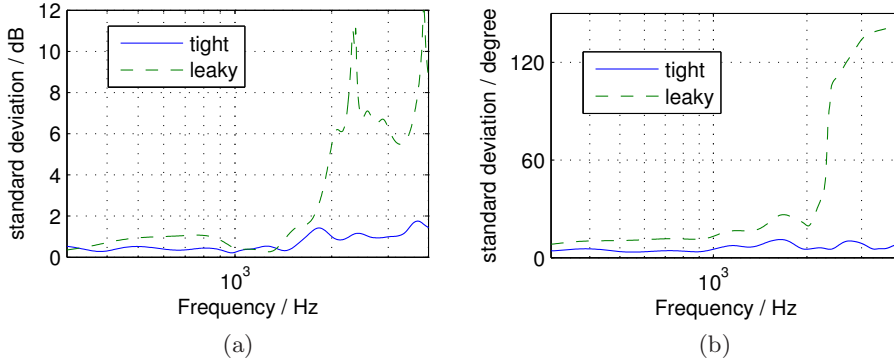 12
10
8
6
4
2
0
standard deviation / dB
tight
leaky
10³
Frequency / Hz
(a)
120
60
0
standard deviation / degree
tight
leaky
10³
Frequency / Hz
(b)